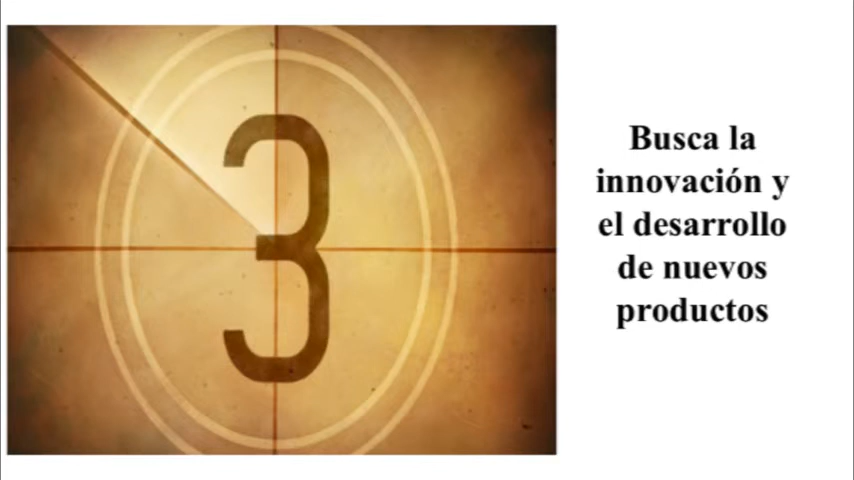 3
Busca la
innovación y
el desarrollo
de nuevos
productos